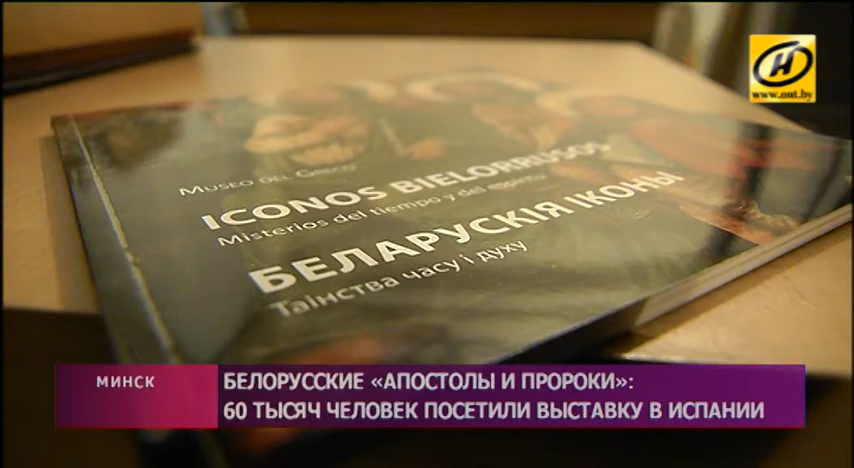 www.ont.by
MUSEO DEL GRECO
ICONOS BIELORRUSOS
Misterios del tiempo y del espíritu
БЕЛАРУСКІЯ ІКОНЫ
Таінства часу і духу
МИНСК
БЕЛОРУССКИЕ «АПОСТОЛЫ И ПРОРОКИ»:
60 ТЫСЯЧ ЧЕЛОВЕК ПОСЕТИЛИ ВЫСТАВКУ В ИСПАНИИ